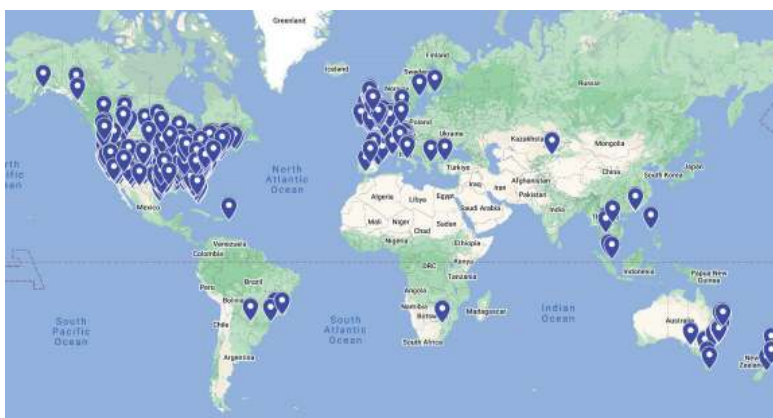 Greenland
Iceland
Finland
Sweden
Norway
Russia
Poland
Ukraine
Kazakhstan
Mongolia
North
Atlantic
Ocean
Türkiye
China
Japan
South Korea
Afghanistan
Iraq
Iran
Pakistan
Algeria
Libya
Egypt
Saudi Arabia
India
Mexico
Mali
Niger
Sudan
Chad
Nigeria
Ethiopia
Venezuela
Colombia
DRC
Kenya
Tanzania
Indonesia
Papua New
Guinea
Brazil
Peru
Bolivia
Angola
Namibia
Botsw
Madagascar
Indian
Ocean
Australia
South
Pacific
Ocean
Chile
South
Atlantic
Ocean
South Africa
Argentina
New
Zealand